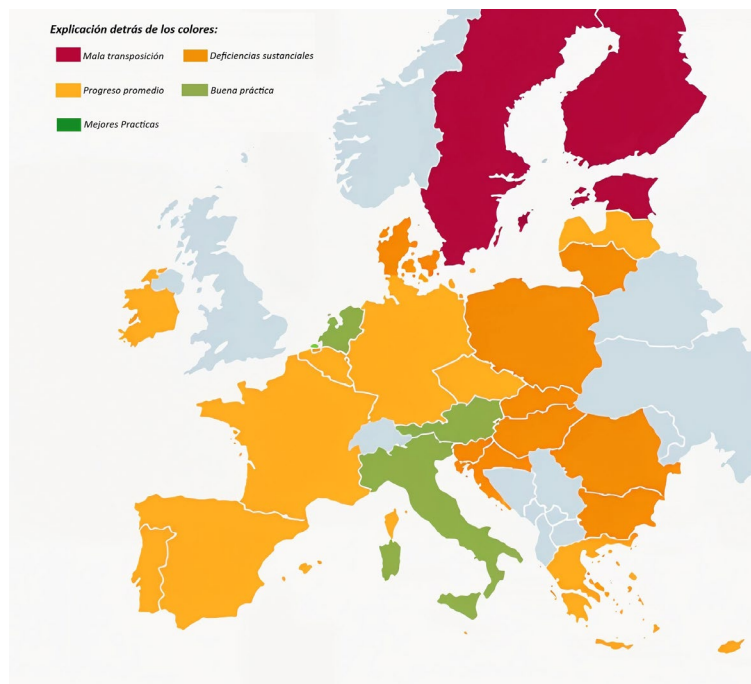 Explicación detrás de los colores:
Mala transposición
Deficiencias sustanciales
Progreso promedio
Buena práctica
Mejores Practicas